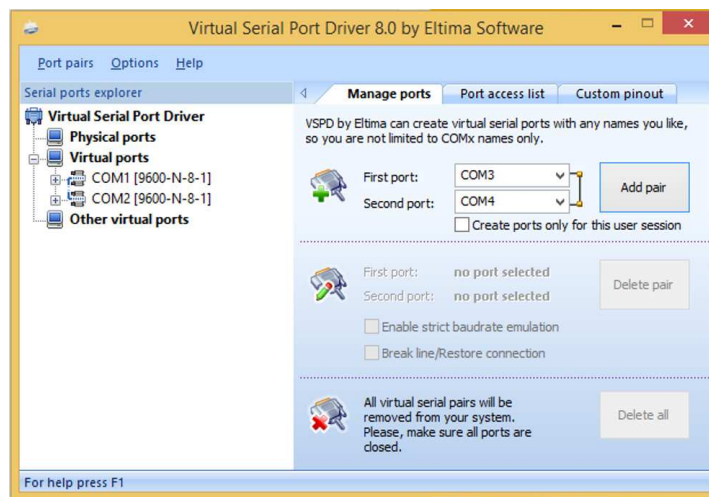 Virtual Serial Port Driver 8.0 by Eltima Software
Port pairs Options Help
Serial ports explorer
Virtual Serial Port Driver
Physical ports
Virtual ports
COM1 [9600-N-8-1]
COM2 [9600-N-8-1]
Other virtual ports
Manage ports Port access list Custom pinout
VSPD by Eltima can create virtual serial ports with any names you like,
so you are not limited to COMx names only.
First port: COM3
Second port: COM4
Add pair
Create ports only for this user session
First port: no port selected
Second port: no port selected
Delete pair
Enable strict baudrate emulation
Break line/Restore connection
All virtual serial pairs will be
removed from your system.
Please, make sure all ports are
closed.
Delete all
For help press F1